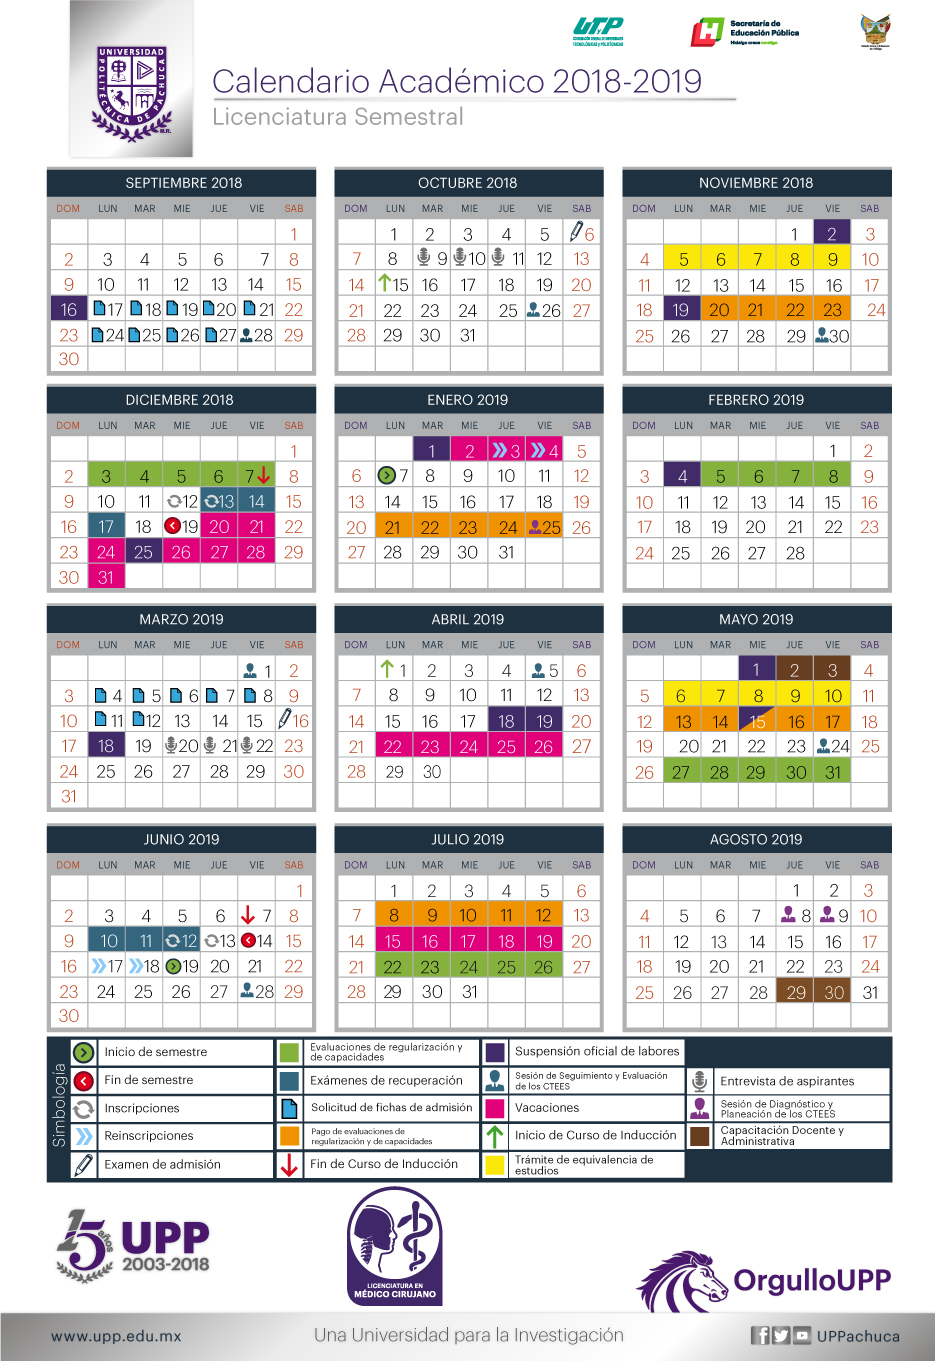 UNIVERSIDAD
POLITÉCNICA DE PACHUCA
M.R.
UTyP
Secretaría de
Educación Pública
Hidalgo crece contigo
Calendario Académico 2018-2019
Licenciatura Semestral
SEPTIEMBRE 2018
DOM LUN MAR MIE JUE VIE SAB
1
2 3 4 5 6 7 8
9 10 11 12 13 14 15
16 17 18 19 20 21 22
23 24 25 26 27 28 29
30
OCTUBRE 2018
DOM LUN MAR MIE JUE VIE SAB
1 2 3 4 5 6
7 8 9 10 11 12 13
14 15 16 17 18 19 20
21 22 23 24 25 26 27
28 29 30 31
NOVIEMBRE 2018
DOM LUN MAR MIE JUE VIE SAB
1 2 3
4 5 6 7 8 9 10
11 12 13 14 15 16 17
18 19 20 21 22 23 24
25 26 27 28 29 30
DICIEMBRE 2018
DOM LUN MAR MIE JUE VIE SAB
1
2 3 4 5 6 7 8
9 10 11 12 13 14 15
16 17 18 19 20 21 22
23 24 25 26 27 28 29
30 31
ENERO 2019
DOM LUN MAR MIE JUE VIE SAB
1 2 3 4 5
6 7 8 9 10 11 12
13 14 15 16 17 18 19
20 21 22 23 24 25 26
27 28 29 30 31
FEBRERO 2019
DOM LUN MAR MIE JUE VIE SAB
1 2
3 4 5 6 7 8 9
10 11 12 13 14 15 16
17 18 19 20 21 22 23
24 25 26 27 28
MARZO 2019
DOM LUN MAR MIE JUE VIE SAB
1 2
3 4 5 6 7 8 9
10 11 12 13 14 15 16
17 18 19 20 21 22 23
24 25 26 27 28 29 30
31
ABRIL 2019
DOM LUN MAR MIE JUE VIE SAB
1 2 3 4 5 6
7 8 9 10 11 12 13
14 15 16 17 18 19 20
21 22 23 24 25 26 27
28 29 30
MAYO 2019
DOM LUN MAR MIE JUE VIE SAB
1 2 3 4
5 6 7 8 9 10 11
12 13 14 15 16 17 18
19 20 21 22 23 24 25
26 27 28 29 30 31
JUNIO 2019
DOM LUN MAR MIE JUE VIE SAB
1
2 3 4 5 6 7 8
9 10 11 12 13 14 15
16 17 18 19 20 21 22
23 24 25 26 27 28 29
30
JULIO 2019
DOM LUN MAR MIE JUE VIE SAB
1 2 3 4 5 6
7 8 9 10 11 12 13
14 15 16 17 18 19 20
21 22 23 24 25 26 27
28 29 30 31
AGOSTO 2019
DOM LUN MAR MIE JUE VIE SAB
1 2 3
4 5 6 7 8 9 10
11 12 13 14 15 16 17
18 19 20 21 22 23 24
25 26 27 28 29 30 31
Simbología
Inicio de semestre
Fin de semestre
Inscripciones
Reinscripciones
Examen de admisión
Evaluaciones de regularización y
de capacidades
Exámenes de recuperación
Solicitud de fichas de admisión
Pago de evaluaciones de
regularización y de capacidades
Fin de Curso de Inducción
Suspensión oficial de labores
Sesión de Seguimiento y Evaluación
de los CTEES
Vacaciones
Inicio de Curso de Inducción
Trámite de equivalencia de
estudios
Entrevista de aspirantes
Sesión de Diagnóstico y
Planeación de los CTEES
Capacitación Docente y
Administrativa
15 años
UPP
2003-2018
LICENCIATURA EN
MÉDICO CIRUJANO
OrgulloUPP
www.upp.edu.mx
Una Universidad para la Investigación
UPPachuca